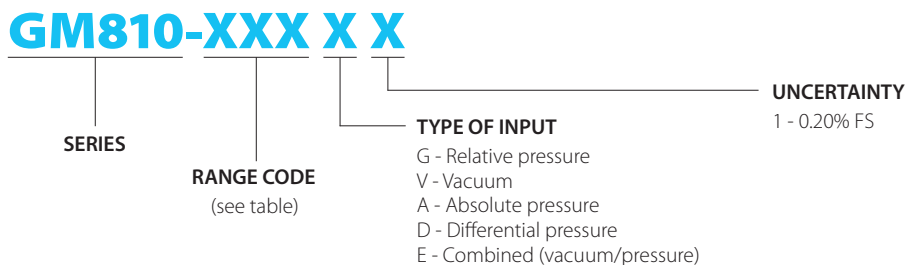 GM810-XXX X X
SERIES
RANGE CODE
(see table)
TYPE OF INPUT
G - Relative pressure
V - Vacuum
A - Absolute pressure
D - Differential pressure
E - Combined (vacuum/pressure)
UNCERTAINTY
1 - 0.20% FS